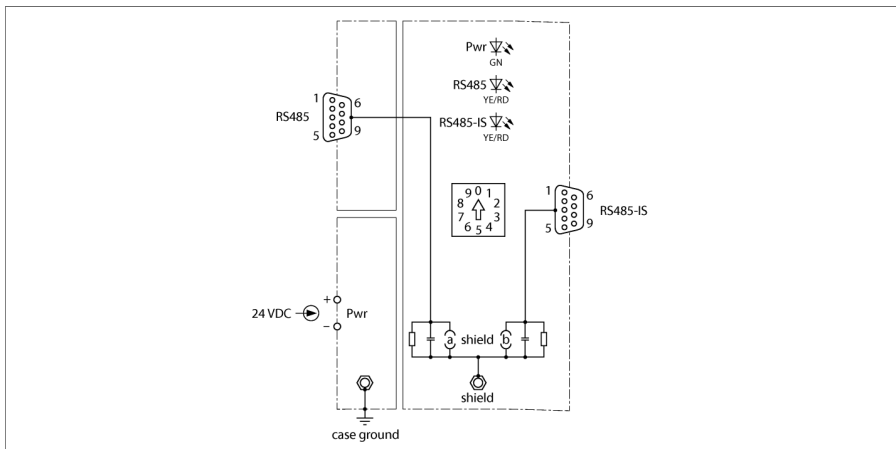 Pwr
GN
RS485
YE/RD
RS485-IS
YE/RD
RS485
1
6
5
9
9 0 1
8 2
7 3
6 5 4
1
6
5
9
RS485-IS
24 VDC
+
Pwr
–
a shield b
shield
case ground